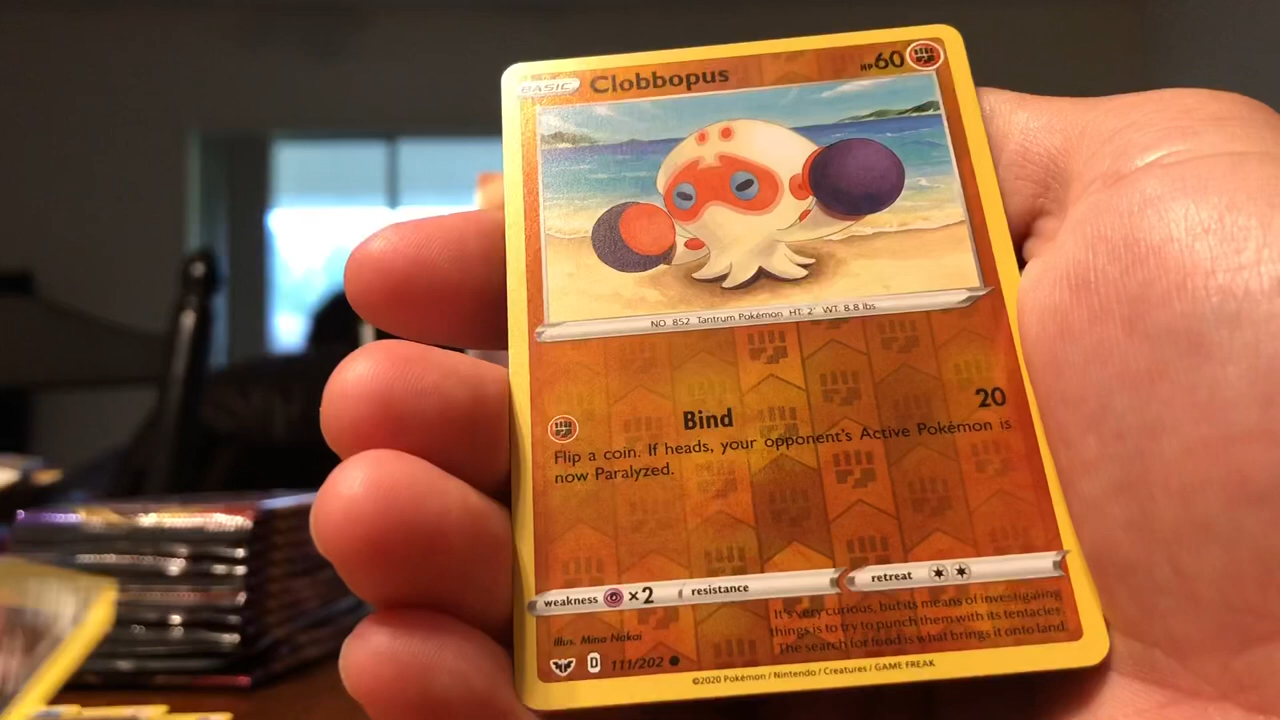 BASIC Clobbopus HP60
NO 852 Tantrum Pokémon HT: 2' WT: 8.8 lbs
Bind 20
Flip a coin. If heads, your opponent's Active Pokémon is
now Paralyzed.
weakness ×2 resistance retreat
It's very curious, but its means of investigating
things is to try to punch them with its tentacles.
The search for food is what brings it onto land.
Illus. Mina Nakai
D 111/202
©2020 Pokémon / Nintendo / Creatures / GAME FREAK